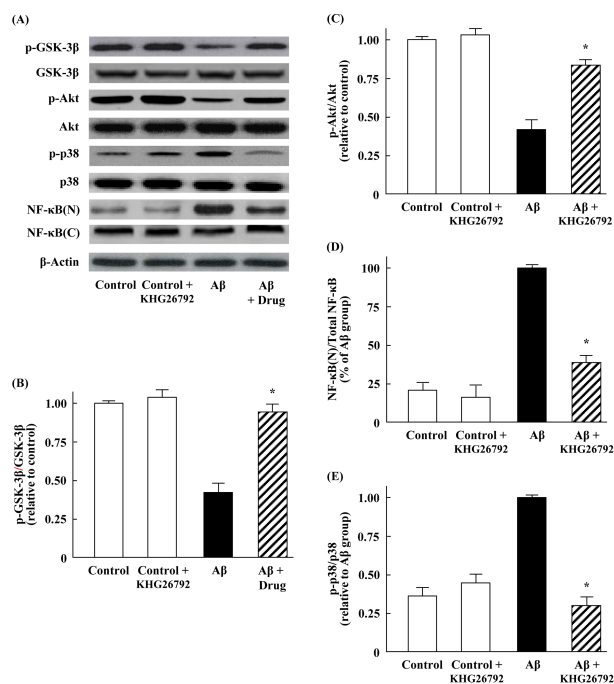 (A)
p-GSK-3β
GSK-3β
p-Akt
Akt
p-p38
p38
NF-κB(N)
NF-κB(C)
β-Actin
Control Control + KHG26792 Aβ Aβ + Drug
(B)
p-GSK-3β/GSK-3β
(relative to control)
1.00
0.75
0.50
0.25
0
*
Control Control + KHG26792 Aβ Aβ + Drug
(C)
p-Akt/Akt
(relative to control)
1.00
0.75
0.50
0.25
0
*
Control Control + KHG26792 Aβ Aβ + KHG26792
(D)
NF-κB(N)/Total NF-κB
(% of Aβ group)
100
75
50
25
0
*
Control Control + KHG26792 Aβ Aβ + KHG26792
(E)
p-p38/p38
(relative to Aβ group)
1.00
0.75
0.50
0.25
0
*
Control Control + KHG26792 Aβ Aβ + KHG26792